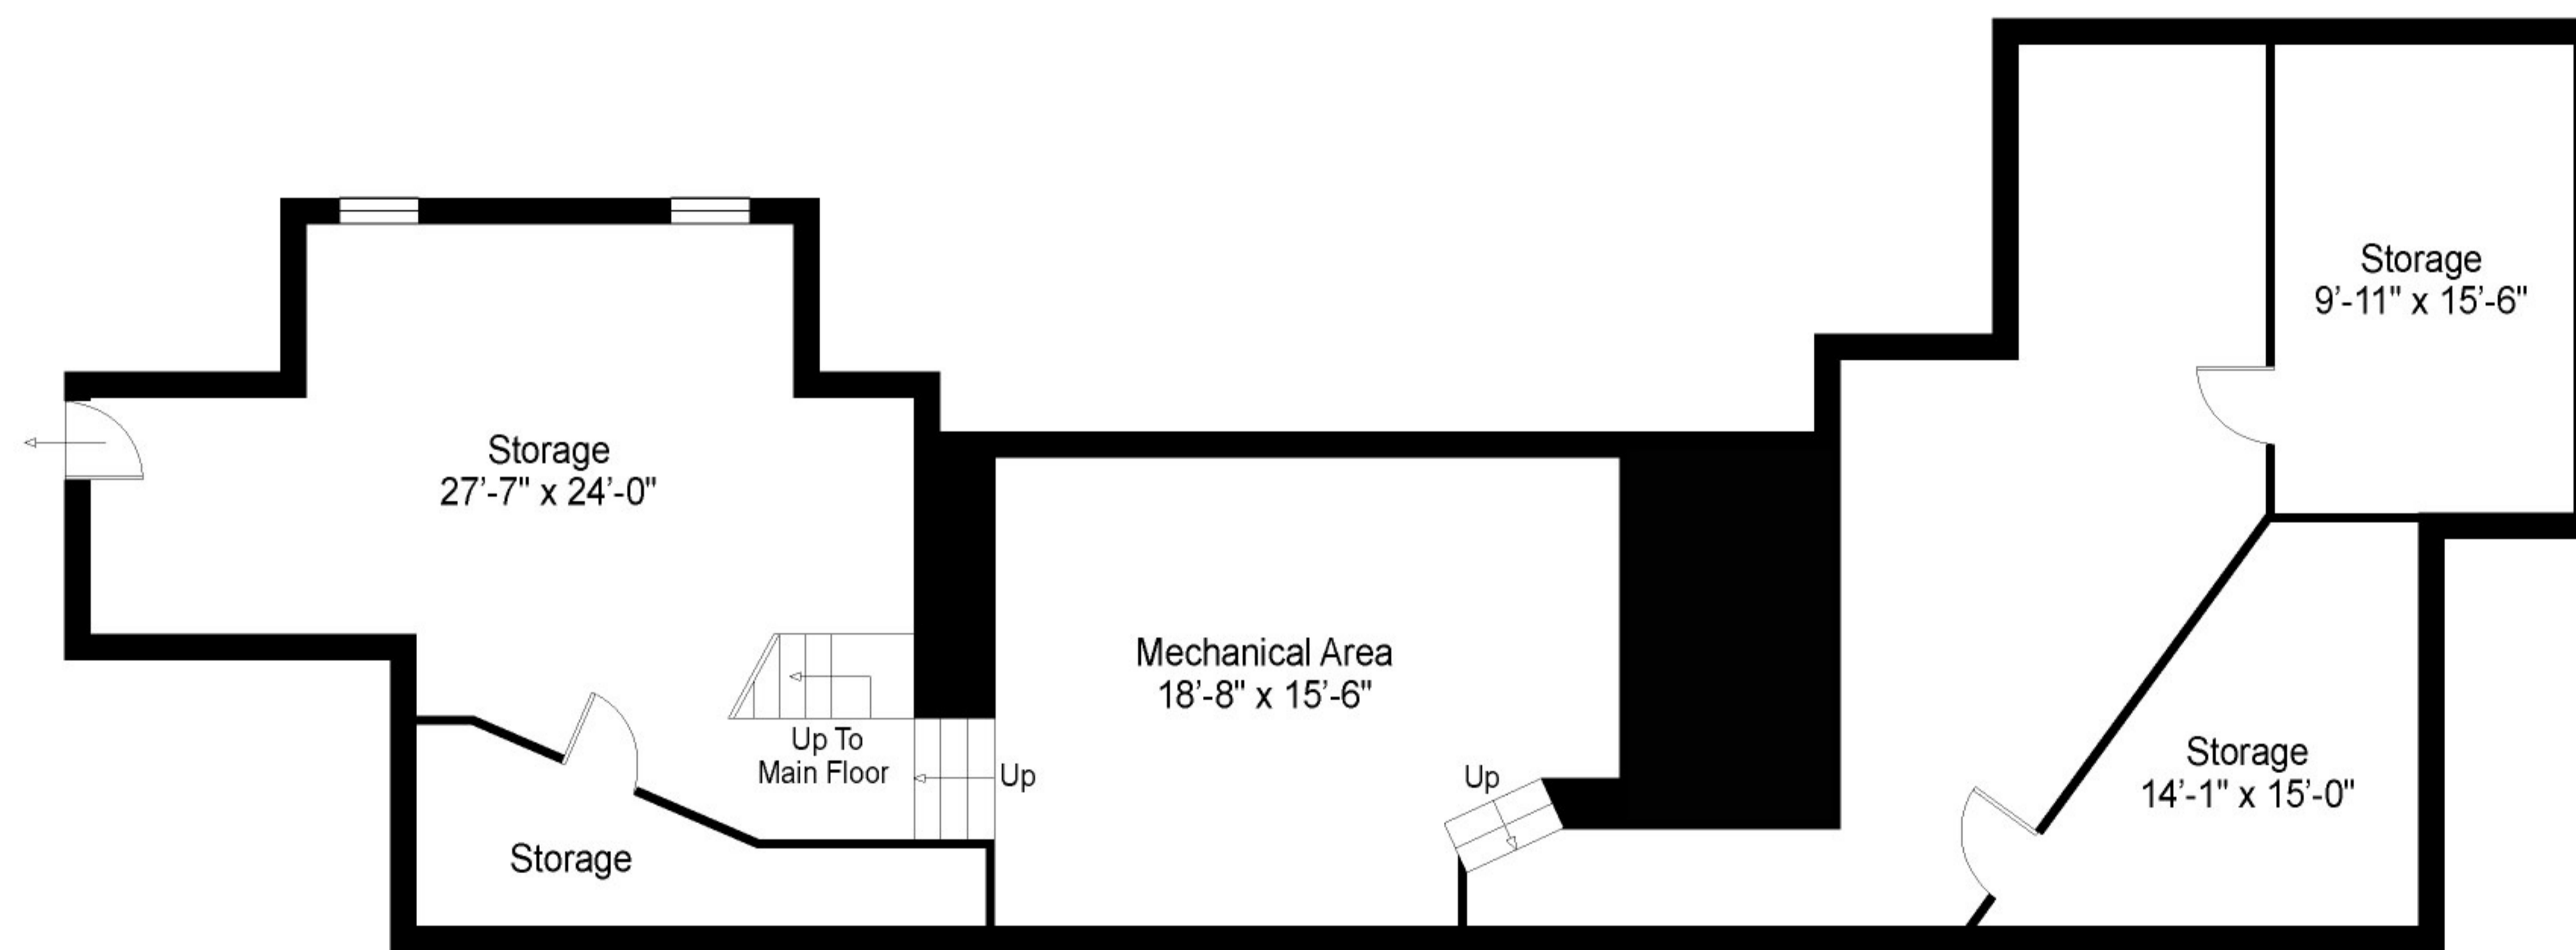 Storage
27’-7" x 24’-0"
Up To
Main Floor
Up
Storage
Mechanical Area
18’-8" x 15’-6"
Up
Storage
9’-11" x 15’-6"
Storage
14’-1" x 15’-0"